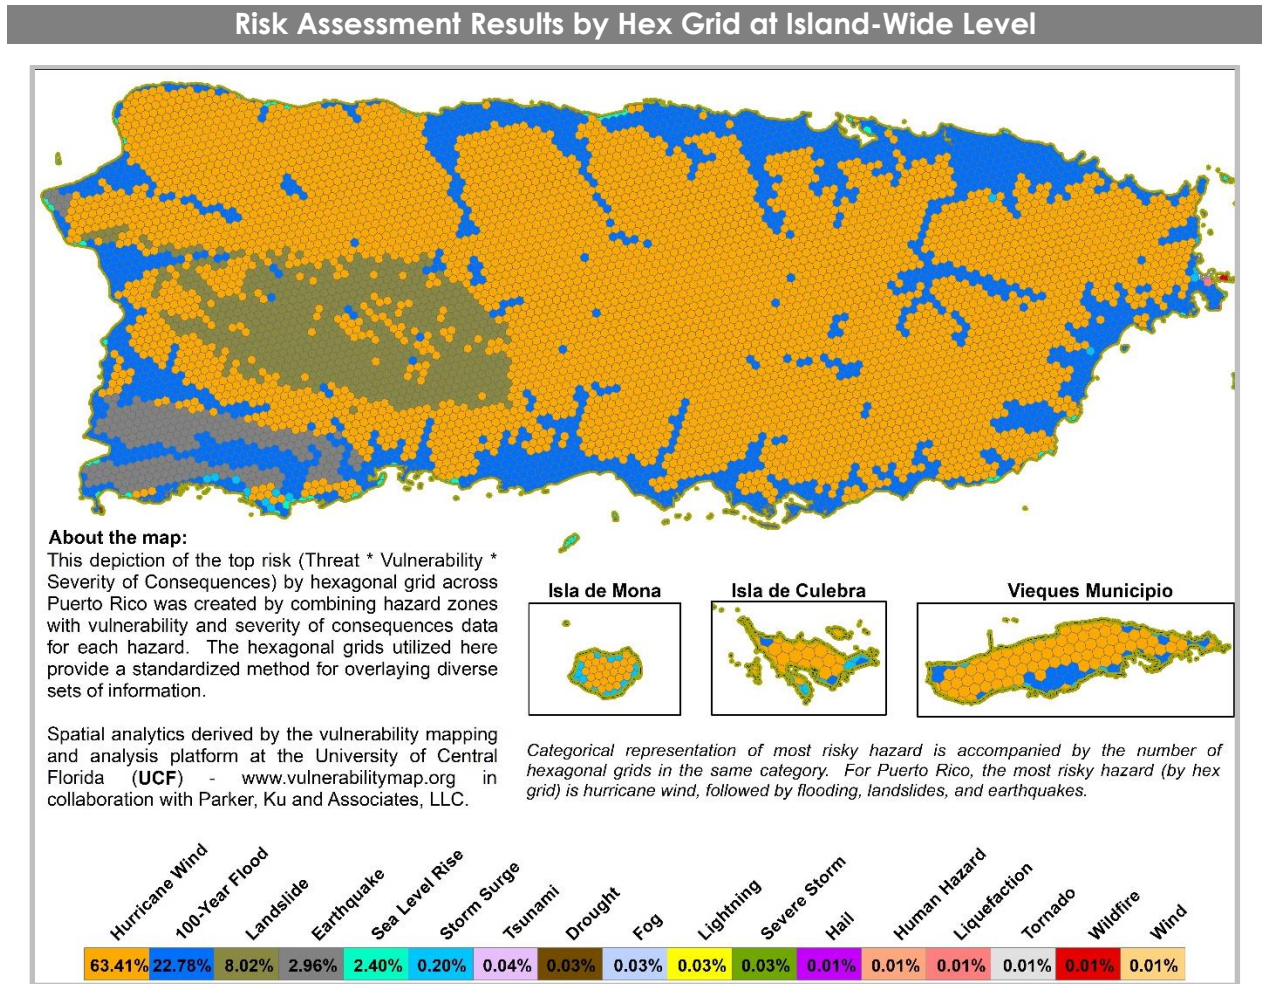 Risk Assessment Results by Hex Grid at Island-Wide Level
About the map:
This depiction of the top risk (Threat * Vulnerability *
Severity of Consequences) by hexagonal grid across
Puerto Rico was created by combining hazard zones
with vulnerability and severity of consequences data
for each hazard. The hexagonal grids utilized here
provide a standardized method for overlaying diverse
sets of information.
Spatial analytics derived by the vulnerability mapping
and analysis platform at the University of Central
Florida (UCF) - www.vulnerabilitymap.org in
collaboration with Parker, Ku and Associates, LLC.
Isla de Mona
Isla de Culebra
Vieques Municipio
Categorical representation of most risky hazard is accompanied by the number of
hexagonal grids in the same category. For Puerto Rico, the most risky hazard (by hex
grid) is hurricane wind, followed by flooding, landslides, and earthquakes.
Hurricane Wind
100-Year Flood
Landslide
Earthquake
Sea Level Rise
Storm Surge
Tsunami
Drought
Fog
Lightning
Severe Storm
Hail
Human Hazard
Liquefaction
Tornado
Wildfire
Wind
63.41% 22.78% 8.02% 2.96% 2.40% 0.20% 0.04% 0.03% 0.03% 0.03% 0.03% 0.01% 0.01% 0.01% 0.01% 0.01% 0.01%